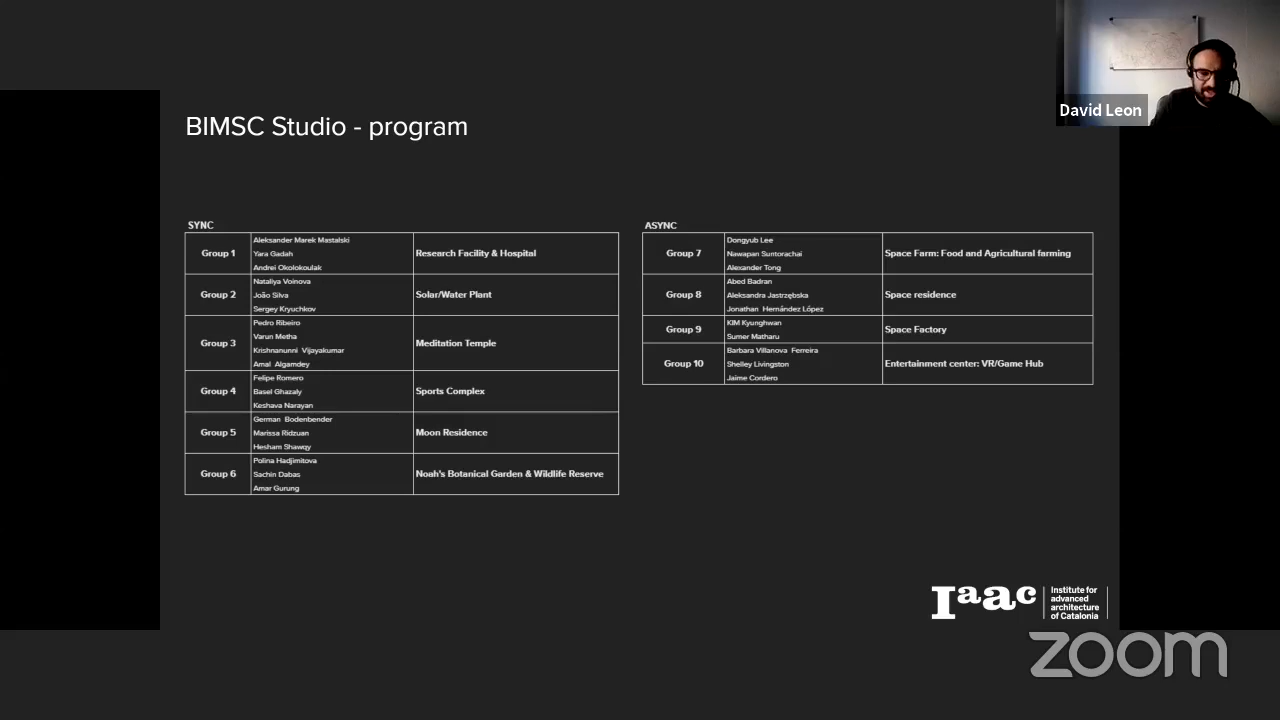 David Leon
BIMSC Studio - program
SYNC
Group 1
Aleksander Marek Mastalski
Yara Gadah
Andrei Okolokoulak
Research Facility & Hospital
Group 2
Nataliya Voinova
João Silva
Sergey Kryuchkov
Solar/Water Plant
Group 3
Pedro Ribeiro
Varun Metha
Krishnanunni Vijayakumar
Amal Algamdey
Meditation Temple
Group 4
Felipe Romero
Basel Ghazaly
Keshava Narayan
Sports Complex
Group 5
German Bodenbender
Marissa Ridzuan
Hesham Shawqy
Moon Residence
Group 6
Polina Hadjimitova
Sachin Dabas
Amar Gurung
Noah's Botanical Garden & Wildlife Reserve
ASYNC
Group 7
Dongyub Lee
Nawapan Suntorachai
Alexander Tong
Space Farm: Food and Agricultural farming
Group 8
Abed Badran
Aleksandra Jastrzębska
Jonathan Hernández López
Space residence
Group 9
KIM Kyunghwan
Sumer Matharu
Space Factory
Group 10
Barbara Villanova Ferreira
Shelley Livingston
Jaime Cordero
Entertainment center: VR/Game Hub
Iaac
Institute for
advanced
architecture
of Catalonia
zoom